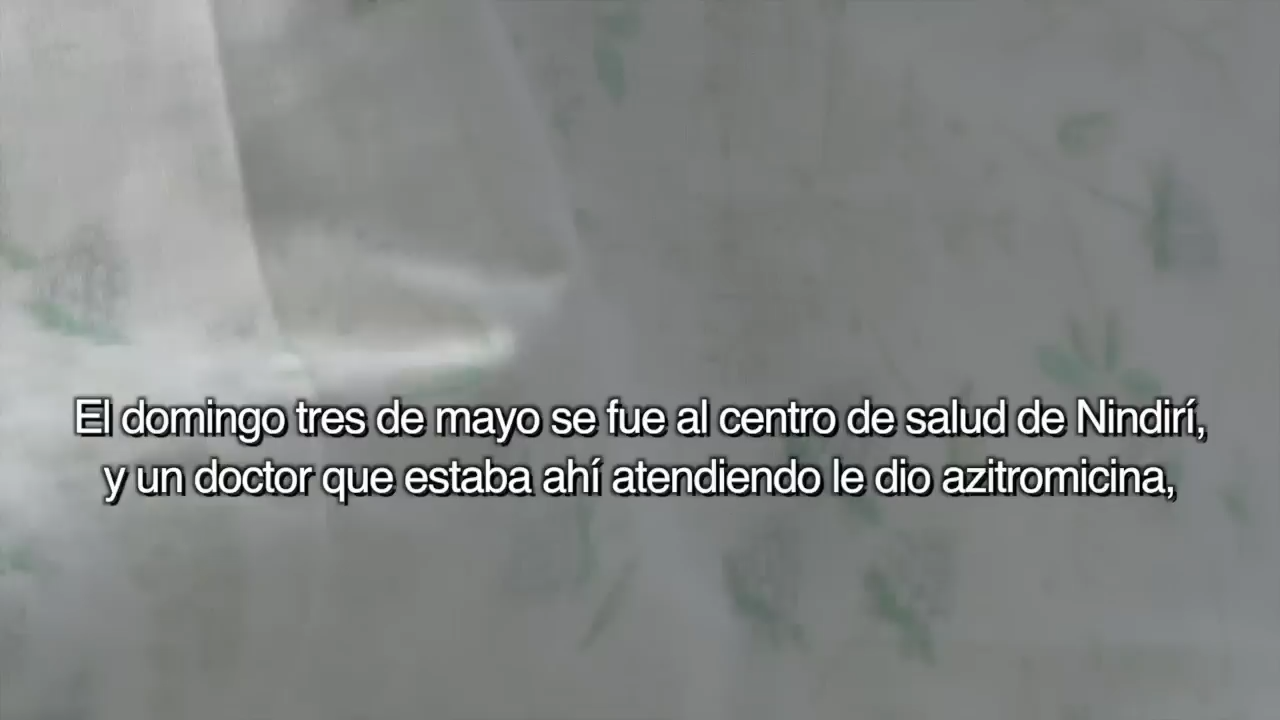 El domingo tres de mayo se fue al centro de salud de Nindirí,
y un doctor que estaba ahí atendiendo le dio azitromicina,